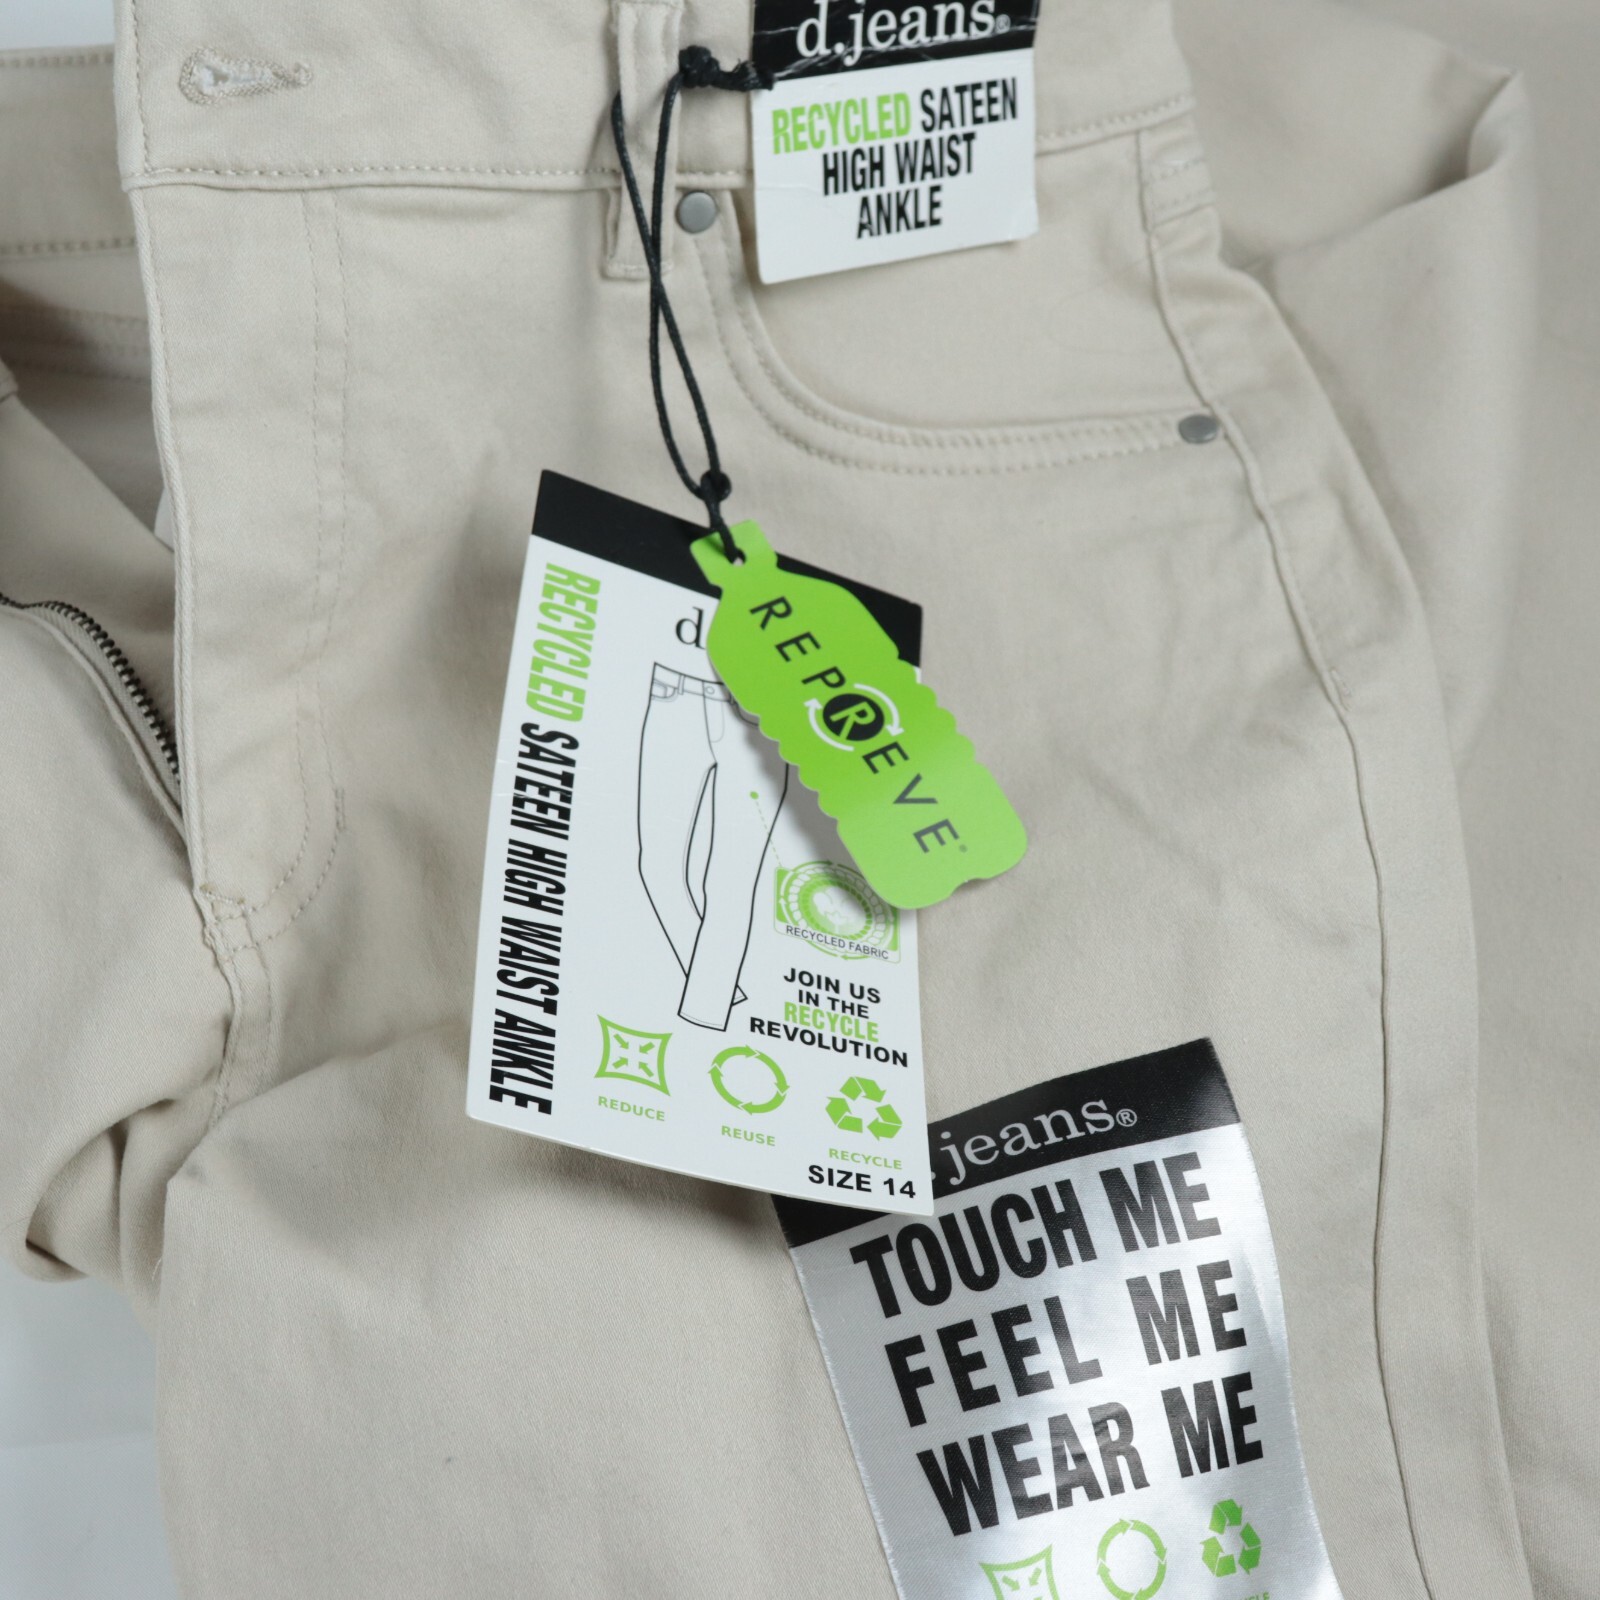 d.jeans®
RECYCLED SATEEN
HIGH WAIST
ANKLE
RECYCLED SATEEN HIGH WAIST ANKLE
d
REPREVE®
R
RECYCLED FABRIC
JOIN US
IN THE
RECYCLE
REVOLUTION
REDUCE
REUSE
RECYCLE
SIZE 14
.jeans®
TOUCH ME
FEEL ME
WEAR ME